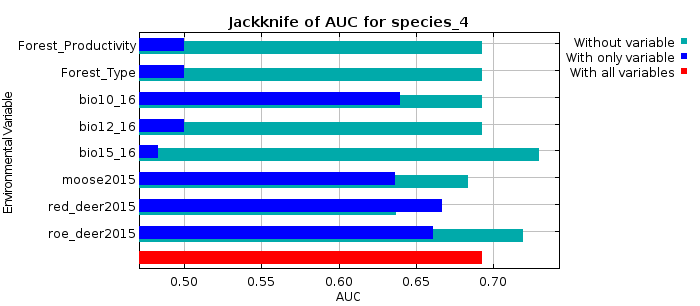 Jackknife of AUC for species_4
Environmental Variable
Forest_Productivity
Forest_Type
bio10_16
bio12_16
bio15_16
moose2015
red_deer2015
roe_deer2015
Without variable
With only variable
With all variables
0.50 0.55 0.60 0.65 0.70
AUC